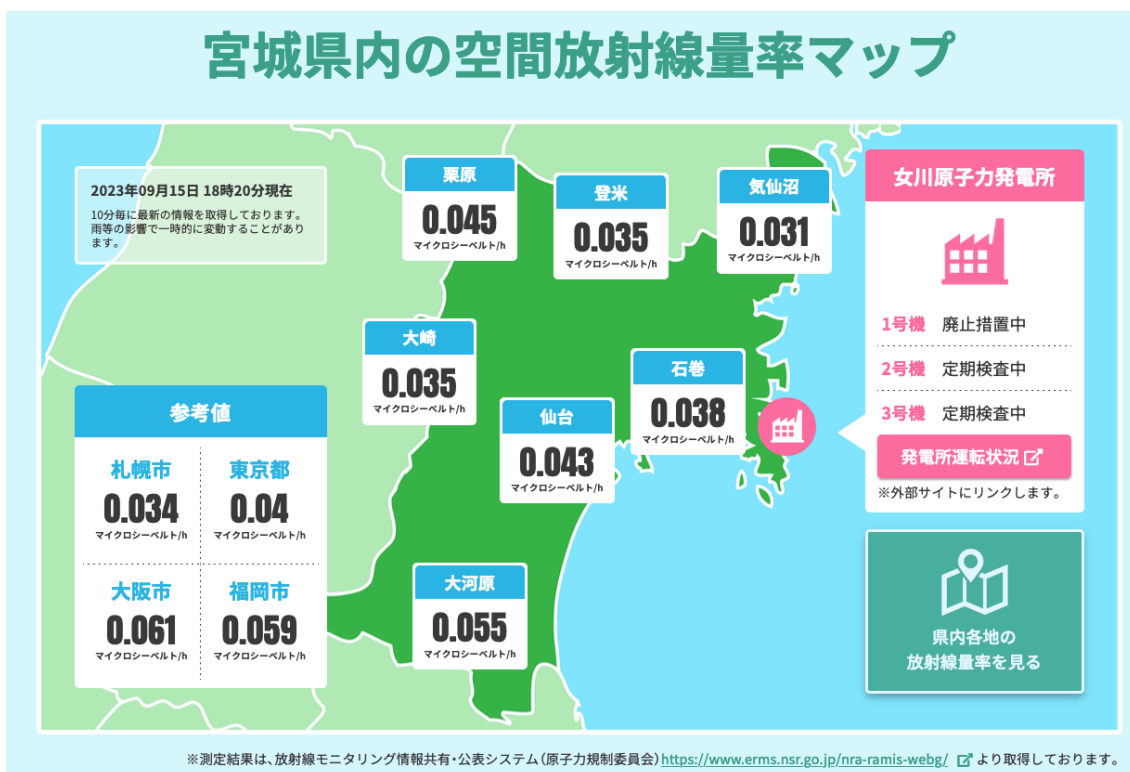 宮城県内の空間放射線量率マップ
2023年09月15日 18時20分現在
10分毎に最新の情報を取得しております。
雨等の影響で一時的に変動することがあり
ます。
栗原
0.045
マイクロシーベルト/h
登米
0.035
マイクロシーベルト/h
気仙沼
0.031
マイクロシーベルト/h
大崎
0.035
マイクロシーベルト/h
石巻
0.038
マイクロシーベルト/h
仙台
0.043
マイクロシーベルト/h
大河原
0.055
マイクロシーベルト/h
参考値
札幌市
0.034
マイクロシーベルト/h
東京都
0.04
マイクロシーベルト/h
大阪市
0.061
マイクロシーベルト/h
福岡市
0.059
マイクロシーベルト/h
女川原子力発電所
1号機 廃止措置中
2号機 定期検査中
3号機 定期検査中
発電所運転状況
※外部サイトにリンクします。
県内各地の
放射線量率を見る
※測定結果は、放射線モニタリング情報共有・公表システム（原子力規制委員会）https://www.erms.nsr.go.jp/nra-ramis-webg/ より取得しております。